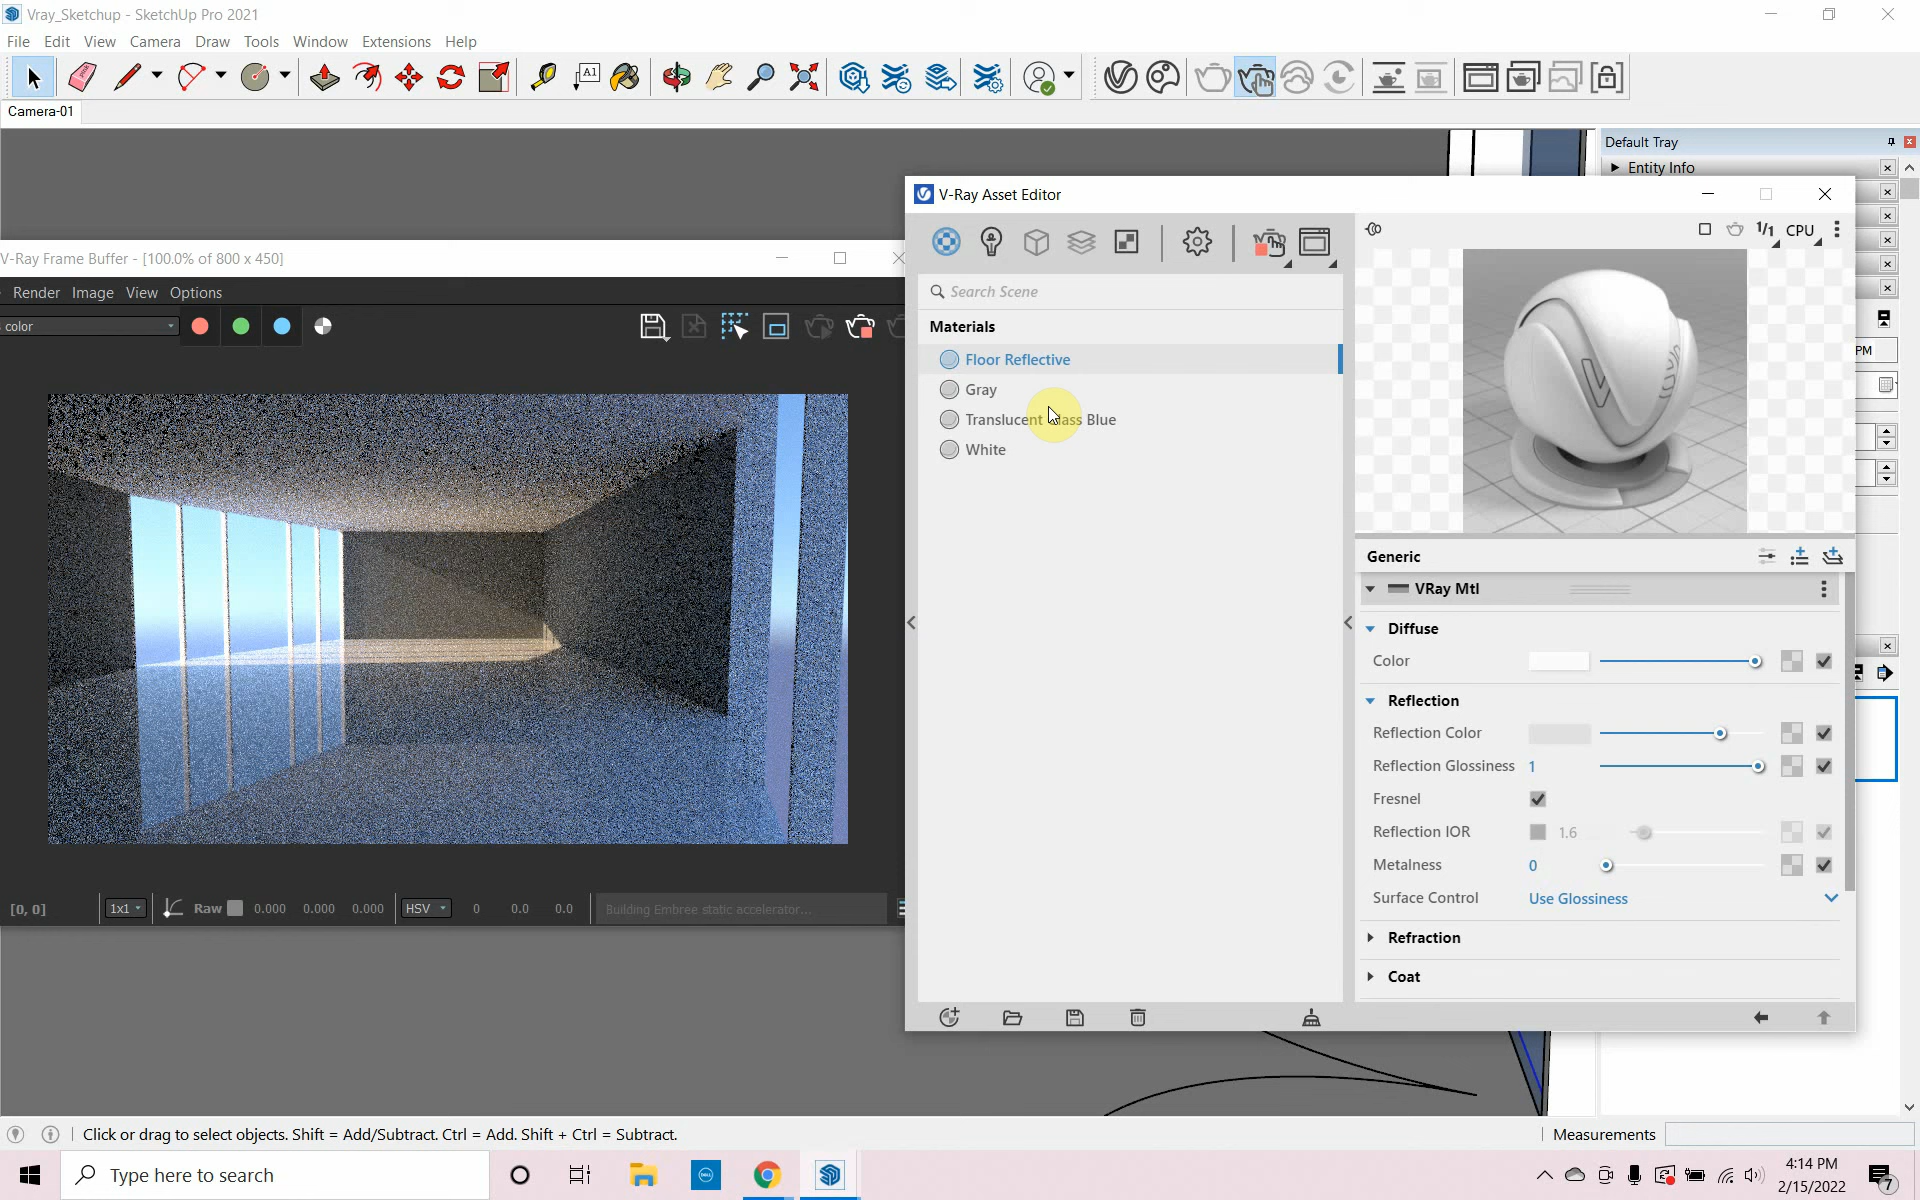 Vray_Sketchup - SketchUp Pro 2021
File Edit View Camera Draw Tools Window Extensions Help
A1
Camera-01
Default Tray
Entity Info
V-Ray Asset Editor
1/1 CPU
V-Ray Frame Buffer - [100.0% of 800 x 450]
Render Image View Options
color
Search Scene
Materials
Floor Reflective
Gray
Translucent
ass Blue
White
PM
Generic
VRay Mtl
Diffuse
Color
Reflection
Reflection Color
Reflection Glossiness 1
Fresnel
Reflection IOR 1.6
Metalness 0
Surface Control Use Glossiness
Refraction
Coat
[0, 0] 1x1 Raw 0.000 0.000 0.000 HSV 0 0.0 0.0 Building Embree static accelerator...
Click or drag to select objects. Shift = Add/Subtract. Ctrl = Add. Shift + Ctrl = Subtract.
Measurements
Type here to search
DELL
4:14 PM
2/15/2022
7